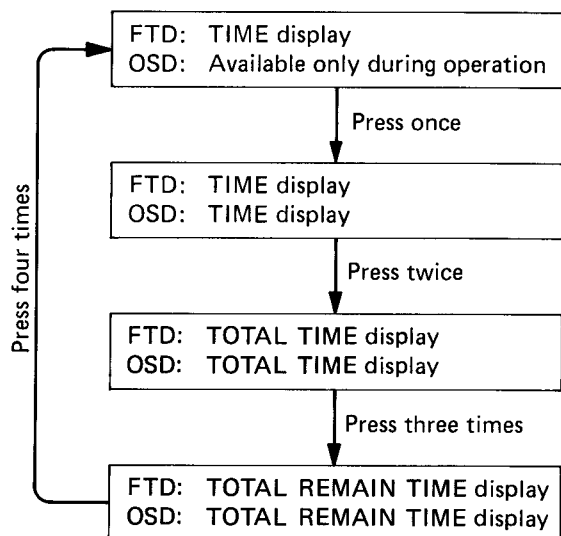 FTD: TIME display
OSD: Available only during operation
Press once
FTD: TIME display
OSD: TIME display
Press twice
FTD: TOTAL TIME display
OSD: TOTAL TIME display
Press three times
FTD: TOTAL REMAIN TIME display
OSD: TOTAL REMAIN TIME display
Press four times